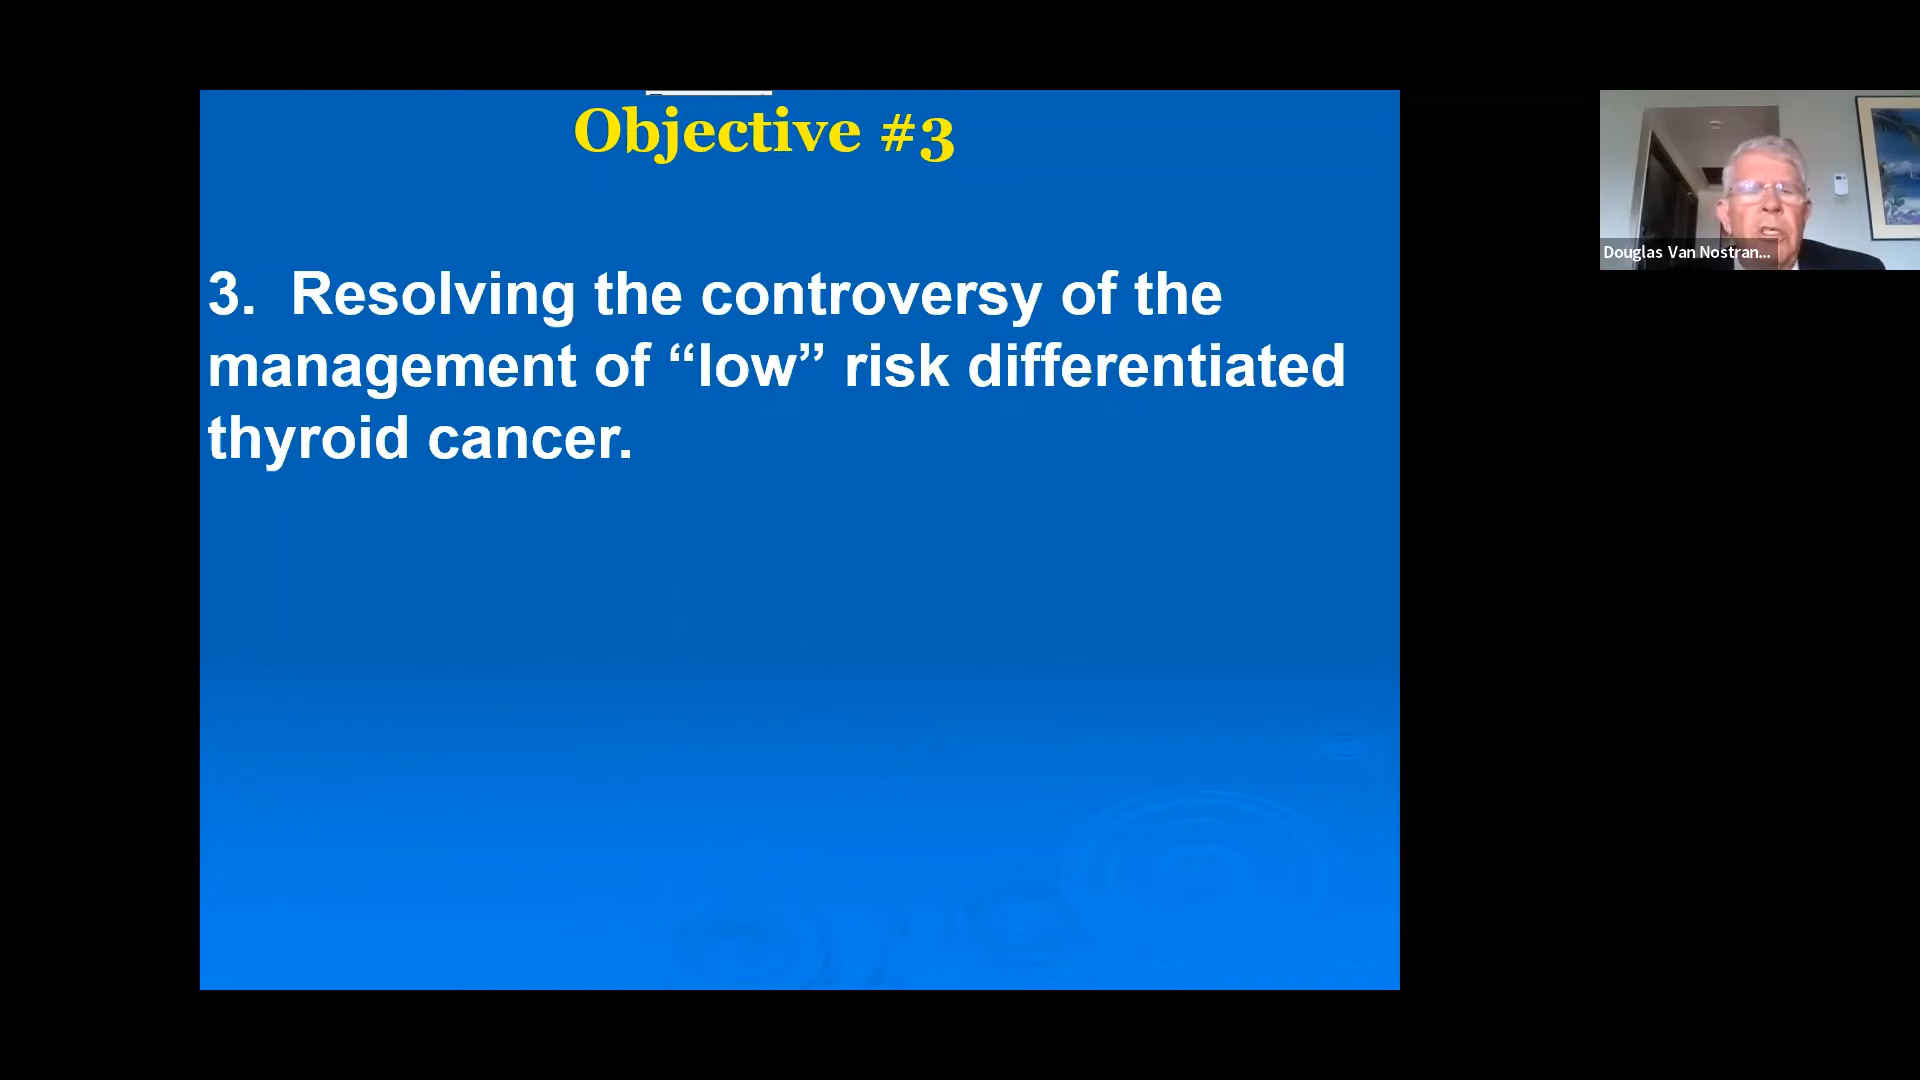 Objective #3
3. Resolving the controversy of the
management of “low” risk differentiated
thyroid cancer.
Douglas Van Nostran...